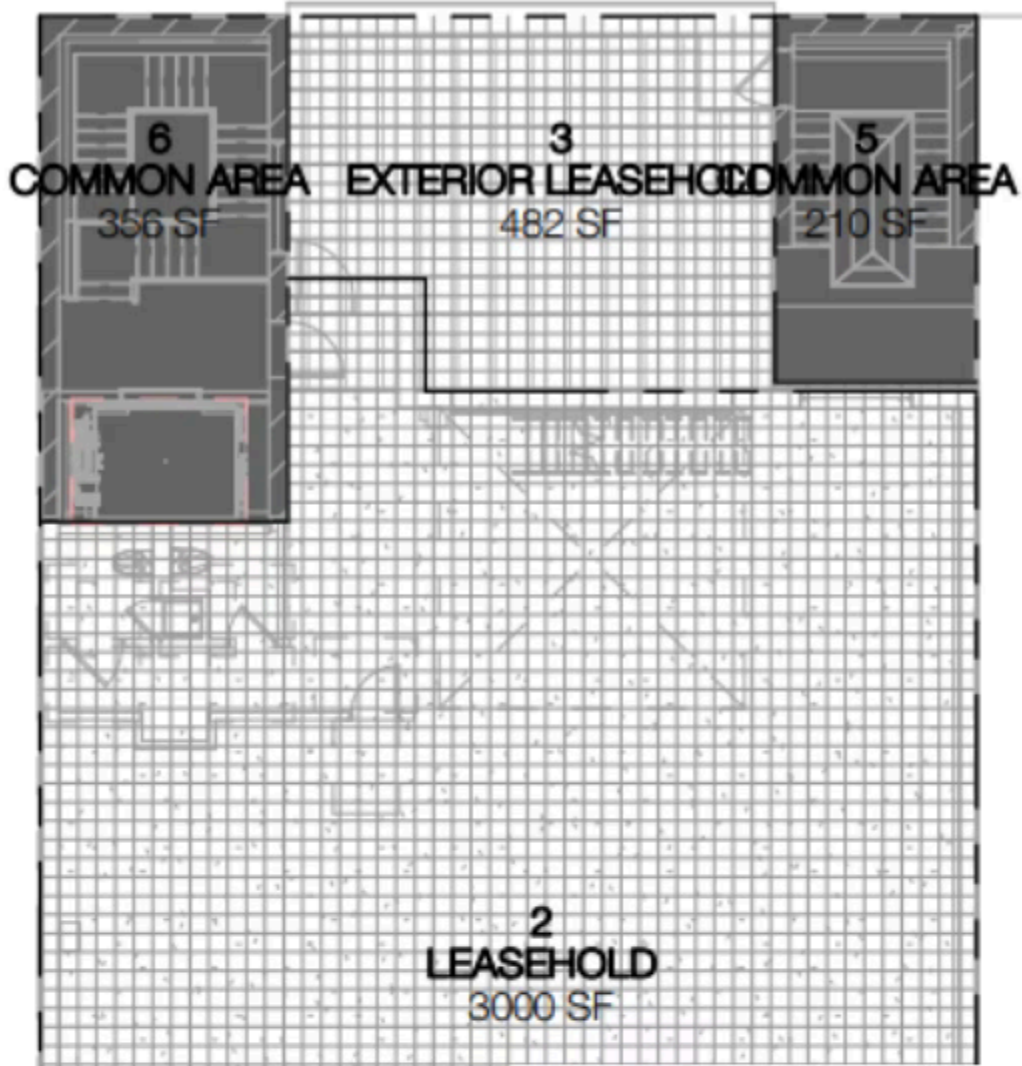 6
COMMON AREA
356 SF
3
EXTERIOR LEASEHOLD
482 SF
5
COMMON AREA
210 SF
2
LEASEHOLD
3000 SF